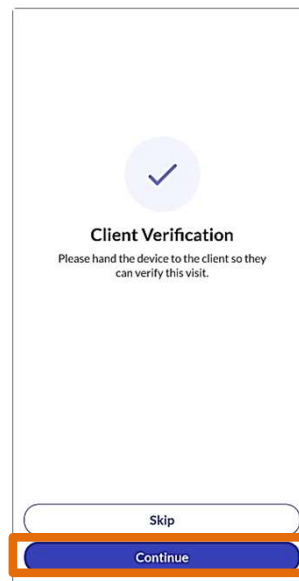 Client Verification
Please hand the device to the client so they
can verify this visit.
Skip
Continue